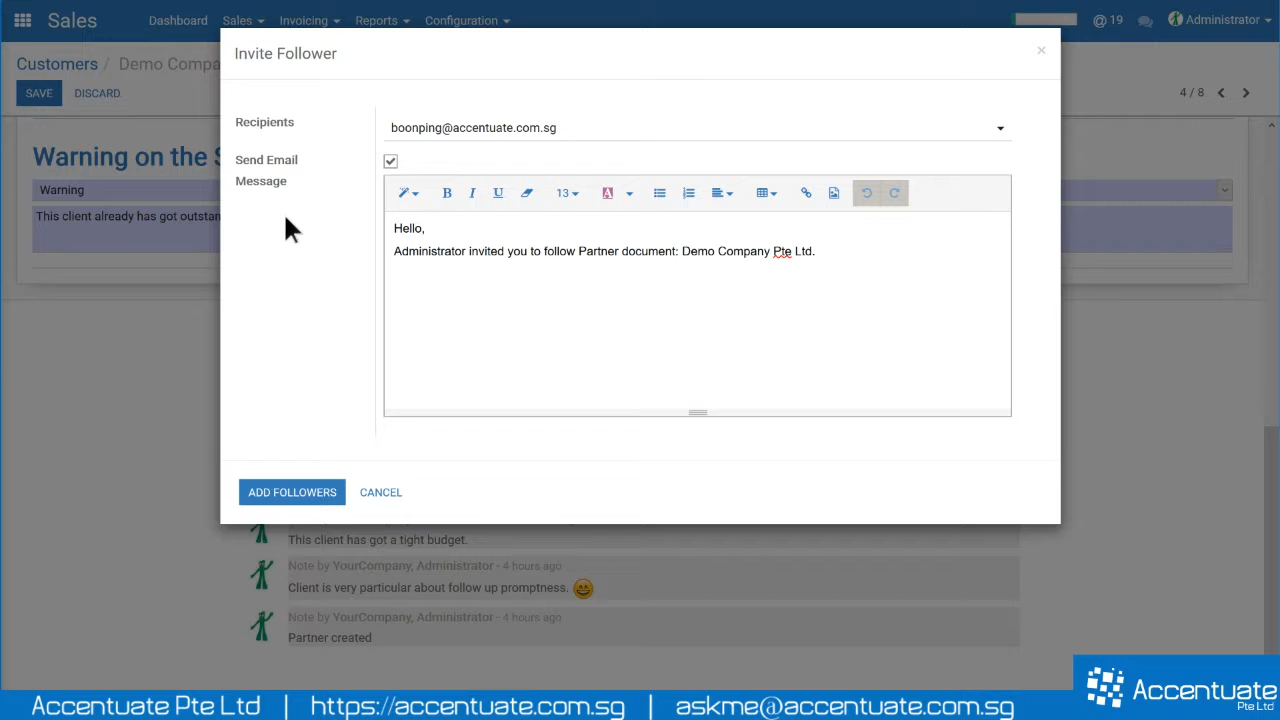 Sales Dashboard Sales Invoicing Reports Configuration @ 19 Administrator
Invite Follower ×
Customers / Demo Compa
SAVE DISCARD 4 / 8
Recipients boonping@accentuate.com.sg
Send Email
Message
Warning on the S
Warning
B I U 13 A
This client already has got outstan
Hello,
Administrator invited you to follow Partner document: Demo Company Pte Ltd.
ADD FOLLOWERS CANCEL
This client has got a tight budget.
Note by YourCompany, Administrator - 4 hours ago
Client is very particular about follow up promptness.
Note by YourCompany, Administrator - 4 hours ago
Partner created
Accentuate Pte Ltd | https://accentuate.com.sg | askme@accentuate.com.sg
Accentuate
Pte Ltd